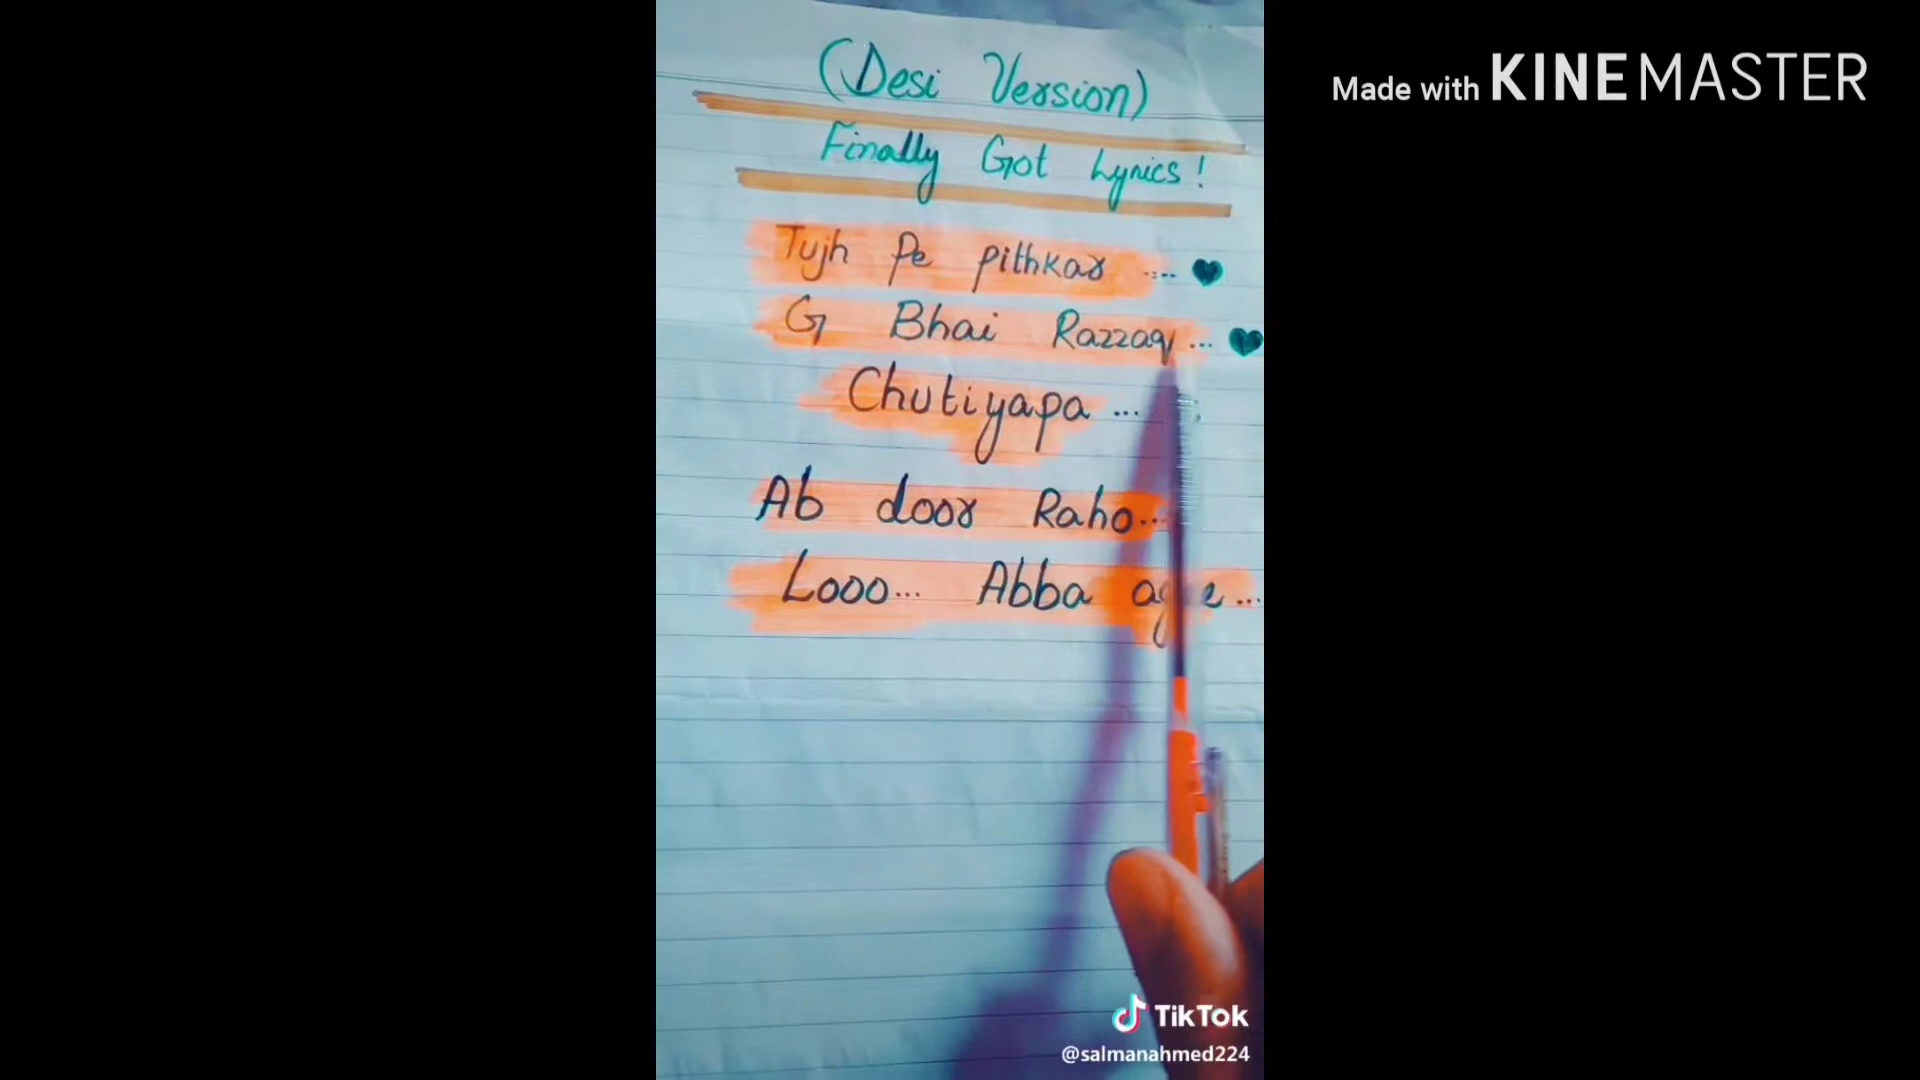 (Desi Version)
Made with KINEMASTER
Finally Got Lyrics!
Tujh Pe Pithkar ....
G Bhai Razzaq ...
Chutiyapa ...
Ab door Raho...
Looo... Abba
TikTok
@salmanahmed224